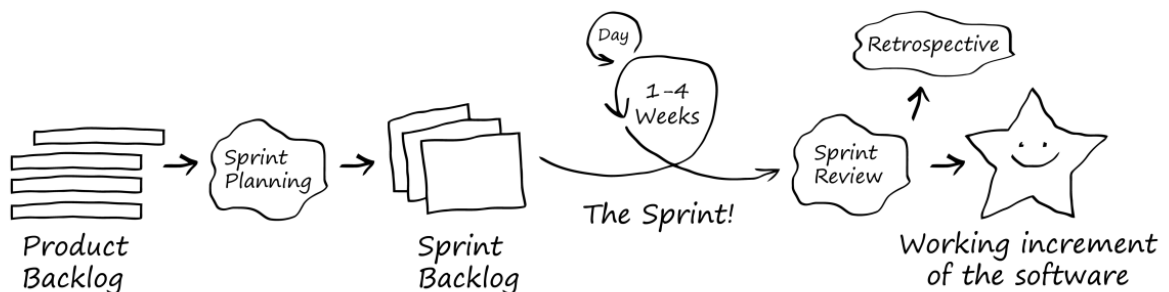 Product
Backlog
Sprint
Planning
Sprint
Backlog
Day
1-4
Weeks
The Sprint!
Sprint
Review
Retrospective
Working increment
of the software